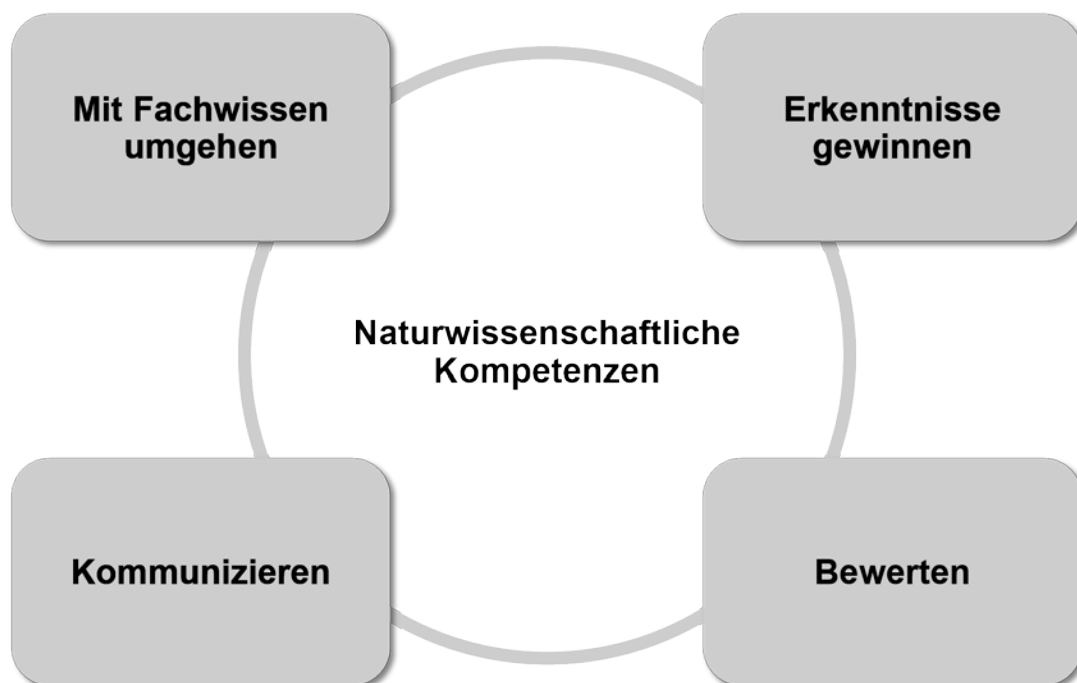 Mit Fachwissen
umgehen
Erkenntnisse
gewinnen
Naturwissenschaftliche
Kompetenzen
Kommunizieren
Bewerten